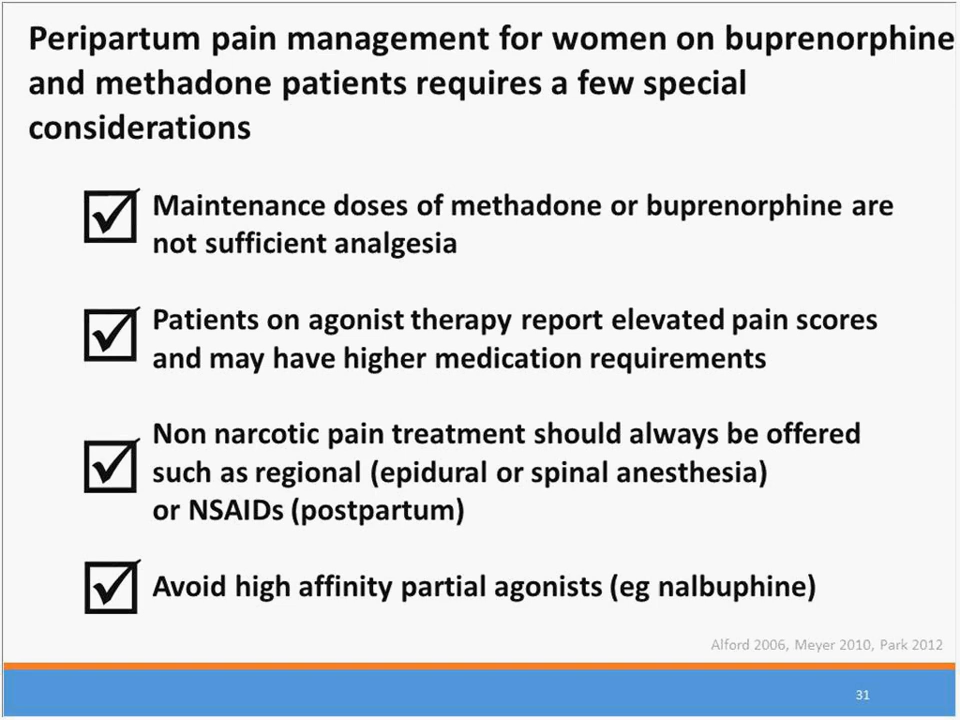 Peripartum pain management for women on buprenorphine
and methadone patients requires a few special
considerations
Maintenance doses of methadone or buprenorphine are
not sufficient analgesia
Patients on agonist therapy report elevated pain scores
and may have higher medication requirements
Non narcotic pain treatment should always be offered
such as regional (epidural or spinal anesthesia)
or NSAIDs (postpartum)
Avoid high affinity partial agonists (eg nalbuphine)
Alford 2006, Meyer 2010, Park 2012
31